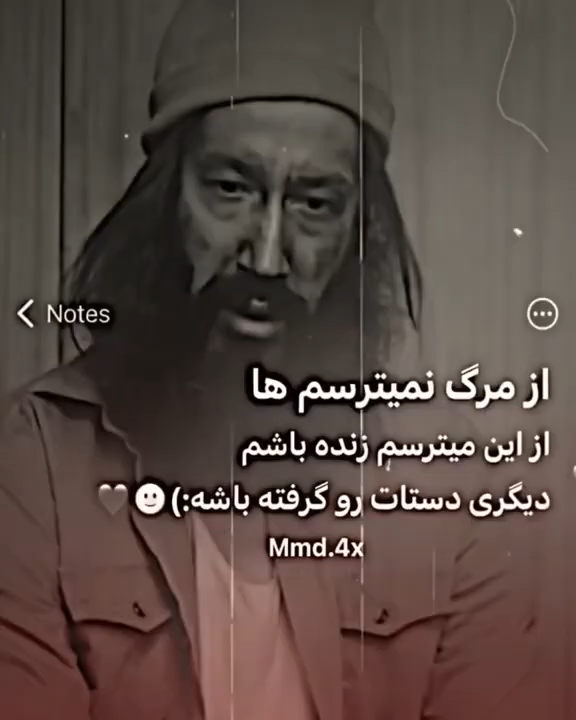 Notes
از مرگ نمیترسم ها
از این میترسم زنده باشم
دیگری دستات رو گرفته باشه:)🙂🖤
Mmd.4x